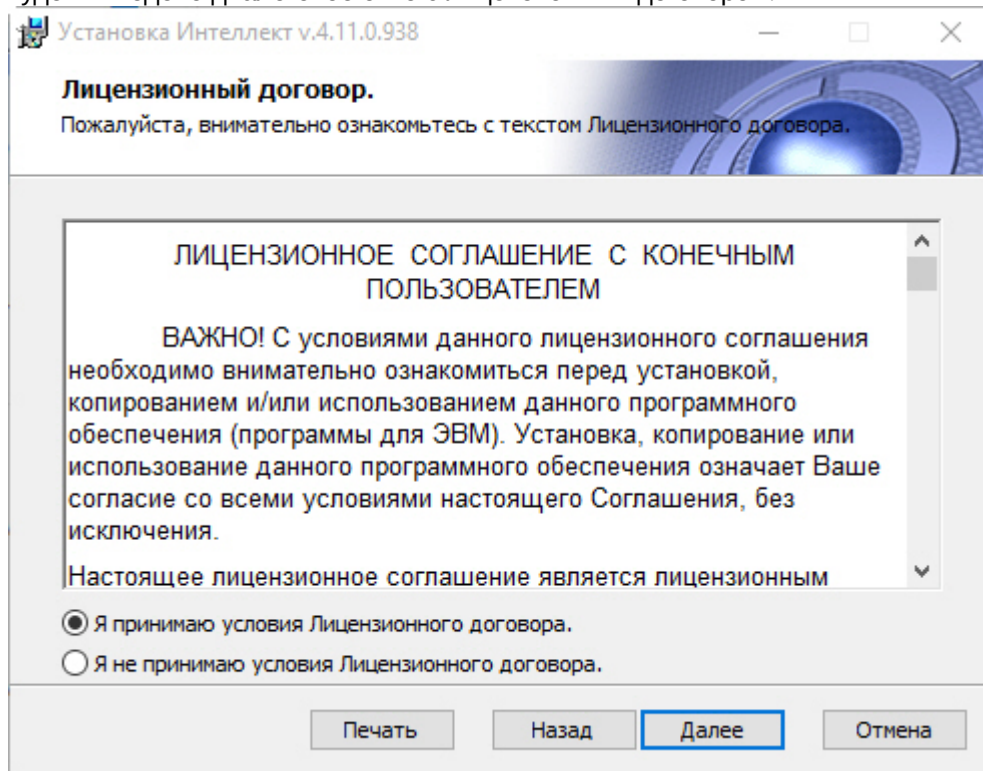 Установка Интеллект v.4.11.0.938
Лицензионный договор.
Пожалуйста, внимательно ознакомьтесь с текстом Лицензионного договора.
ЛИЦЕНЗИОННОЕ СОГЛАШЕНИЕ С КОНЕЧНЫМ
ПОЛЬЗОВАТЕЛЕМ
ВАЖНО! С условиями данного лицензионного соглашения
необходимо внимательно ознакомиться перед установкой,
копированием и/или использованием данного программного
обеспечения (программы для ЭВМ). Установка, копирование или
использование данного программного обеспечения означает Ваше
согласие со всеми условиями настоящего Соглашения, без
исключения.
Настоящее лицензионное соглашение является лицензионным
Я принимаю условия Лицензионного договора.
Я не принимаю условия Лицензионного договора.
Печать Назад Далее Отмена